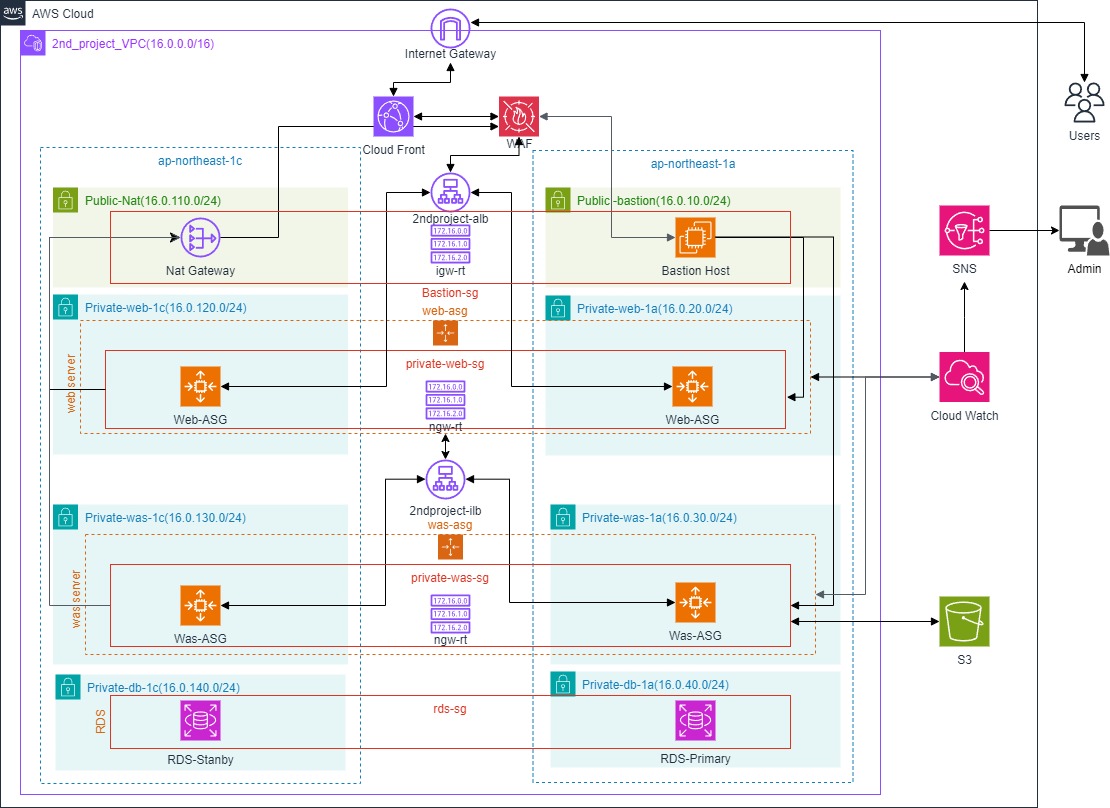 aws
AWS Cloud
2nd_project_VPC(16.0.0.0/16)
Internet Gateway
Users
Cloud Front
WAF
ap-northeast-1c
ap-northeast-1a
Public-Nat(16.0.110.0/24)
Public -bastion(16.0.10.0/24)
2ndproject-alb
172.16.0.0
172.16.1.0
172.16.2.0
igw-rt
Nat Gateway
Bastion Host
SNS
Admin
Bastion-sg
web-asg
Private-web-1c(16.0.120.0/24)
Private-web-1a(16.0.20.0/24)
web server
private-web-sg
172.16.0.0
172.16.1.0
172.16.2.0
ngw-rt
Web-ASG
Web-ASG
Cloud Watch
2ndproject-ilb
was-asg
Private-was-1c(16.0.130.0/24)
Private-was-1a(16.0.30.0/24)
was server
private-was-sg
172.16.0.0
172.16.1.0
172.16.2.0
ngw-rt
Was-ASG
Was-ASG
S3
Private-db-1c(16.0.140.0/24)
Private-db-1a(16.0.40.0/24)
RDS
rds-sg
RDS-Stanby
RDS-Primary